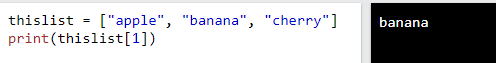 thislist = ["apple", "banana", "cherry"]
print(thislist[1])
banana